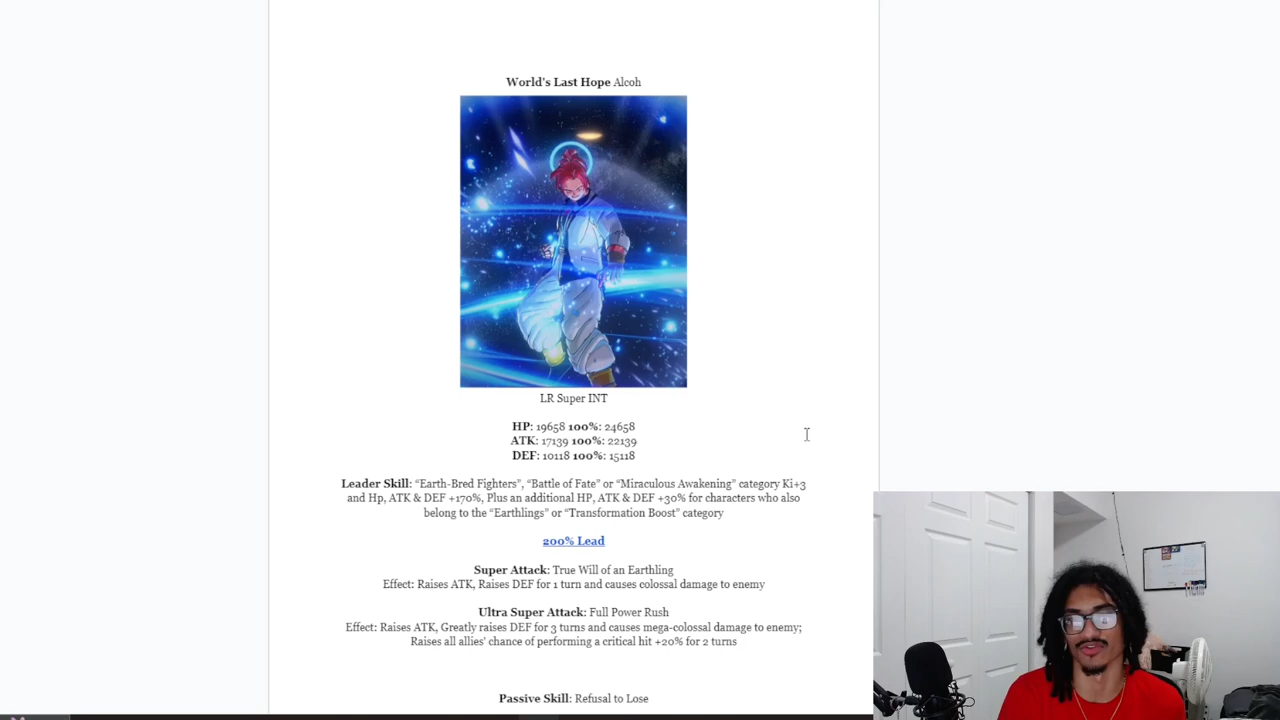 World's Last Hope Alcoh
LR Super INT
HP: 19658 100%: 24658
ATK: 17139 100%: 22139
DEF: 10118 100%: 15118
Leader Skill: “Earth-Bred Fighters”, “Battle of Fate” or “Miraculous Awakening” category Ki+3
and Hp, ATK & DEF +170%, Plus an additional HP, ATK & DEF +30% for characters who also
belong to the “Earthlings” or “Transformation Boost” category
200% Lead
Super Attack: True Will of an Earthling
Effect: Raises ATK, Raises DEF for 1 turn and causes colossal damage to enemy
Ultra Super Attack: Full Power Rush
Effect: Raises ATK, Greatly raises DEF for 3 turns and causes mega-colossal damage to enemy;
Raises all allies' chance of performing a critical hit +20% for 2 turns
Passive Skill: Refusal to Lose